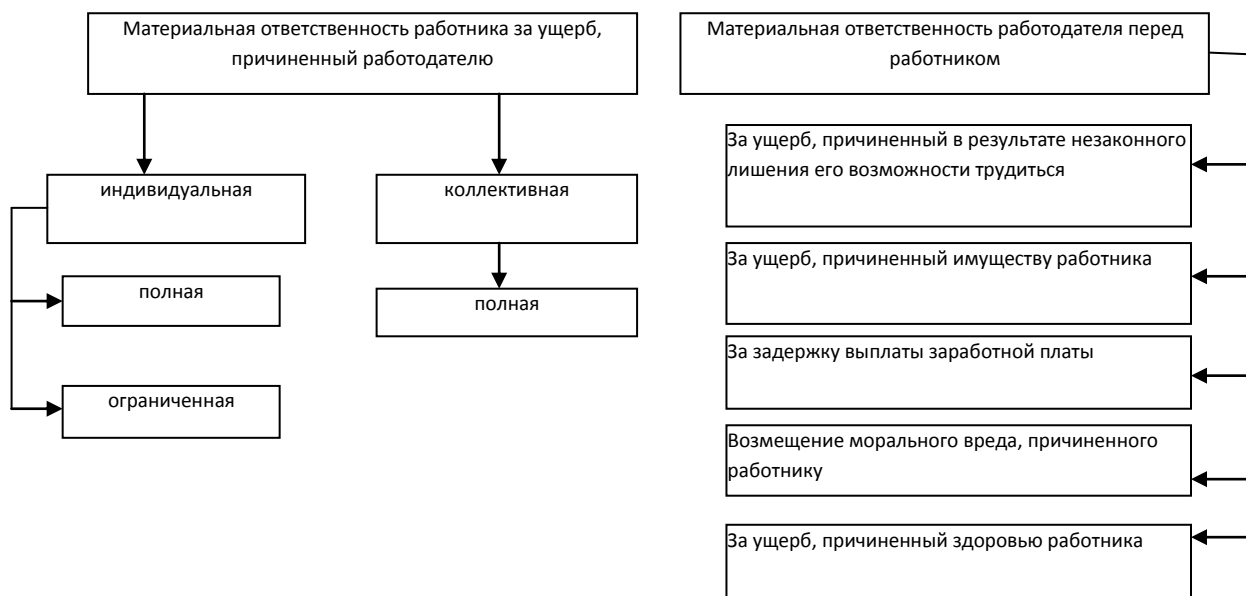 Материальная ответственность работника за ущерб,
причиненный работодателю
индивидуальная
коллективная
полная
полная
ограниченная
Материальная ответственность работодателя перед
работником
За ущерб, причиненный в результате незаконного
лишения его возможности трудиться
За ущерб, причиненный имуществу работника
За задержку выплаты заработной платы
Возмещение морального вреда, причиненного
работнику
За ущерб, причиненный здоровью работника